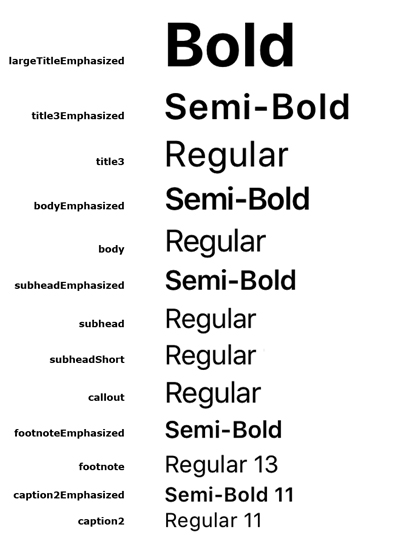 largeTitleEmphasized Bold
title3Emphasized Semi-Bold
title3 Regular
bodyEmphasized Semi-Bold
body Regular
subheadEmphasized Semi-Bold
subhead Regular
subheadShort Regular
callout Regular
footnoteEmphasized Semi-Bold
footnote Regular 13
caption2Emphasized Semi-Bold 11
caption2 Regular 11